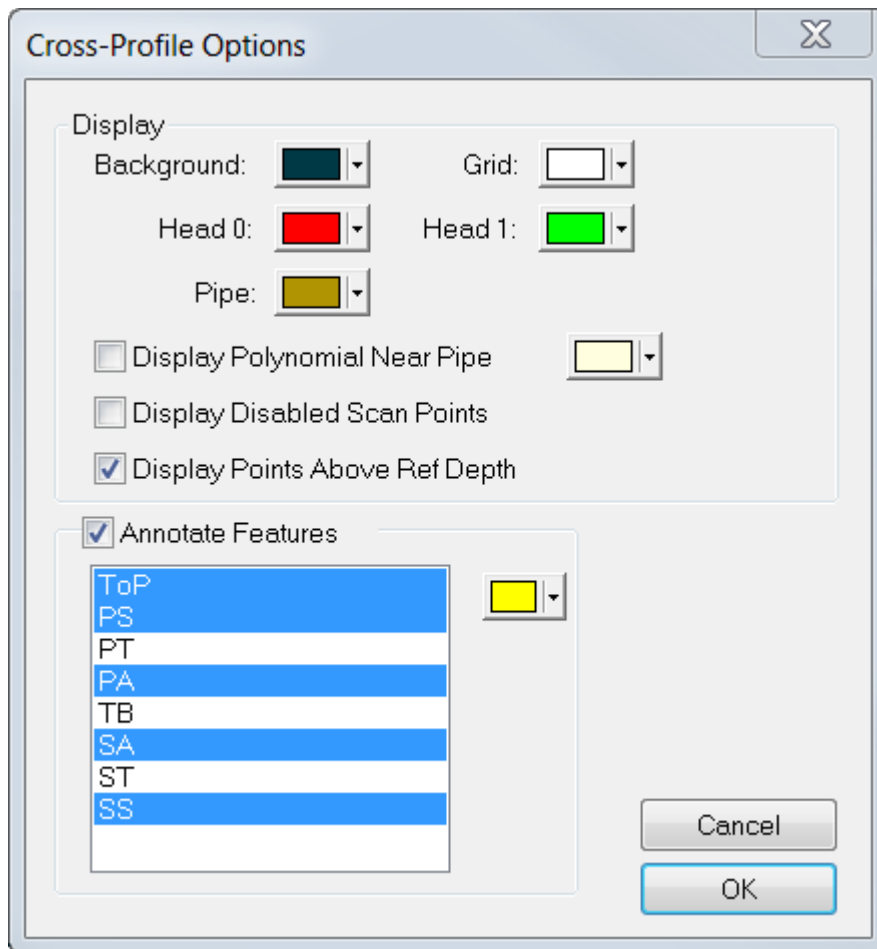 Cross-Profile Options
Display
Background:
Grid:
Head 0:
Head 1:
Pipe:
Display Polynomial Near Pipe
Display Disabled Scan Points
Display Points Above Ref Depth
Annotate Features
ToP
PS
PT
PA
TB
SA
ST
SS
Cancel
OK